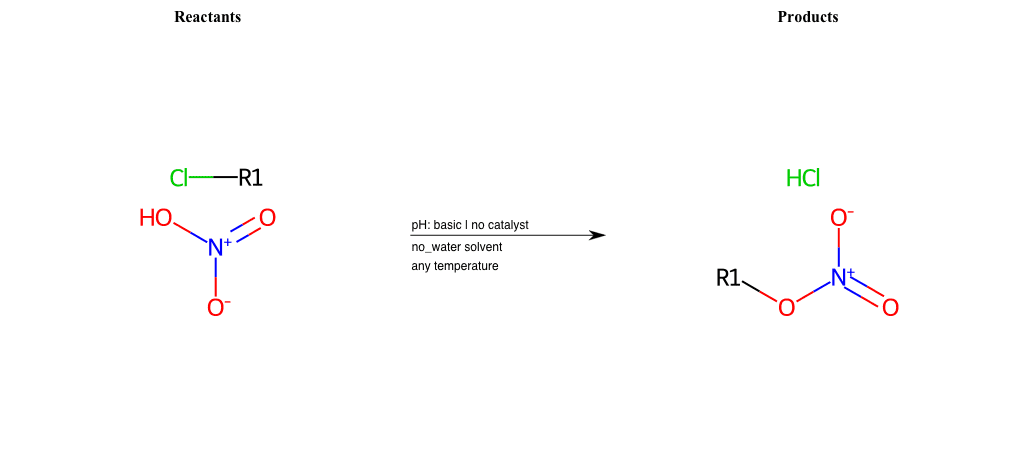 Reactants
Products
Cl R1
HO O
N+
O-
pH: basic | no catalyst
no_water solvent
any temperature
HCl
O-
R1 N+
O O